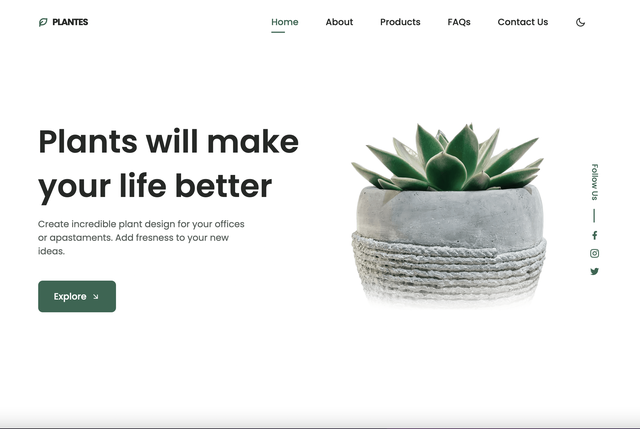 PLANTES
Home
About
Products
FAQs
Contact Us
Plants will make
your life better
Create incredible plant design for your offices
or apastaments. Add fresness to your new
ideas.
Explore
Follow Us